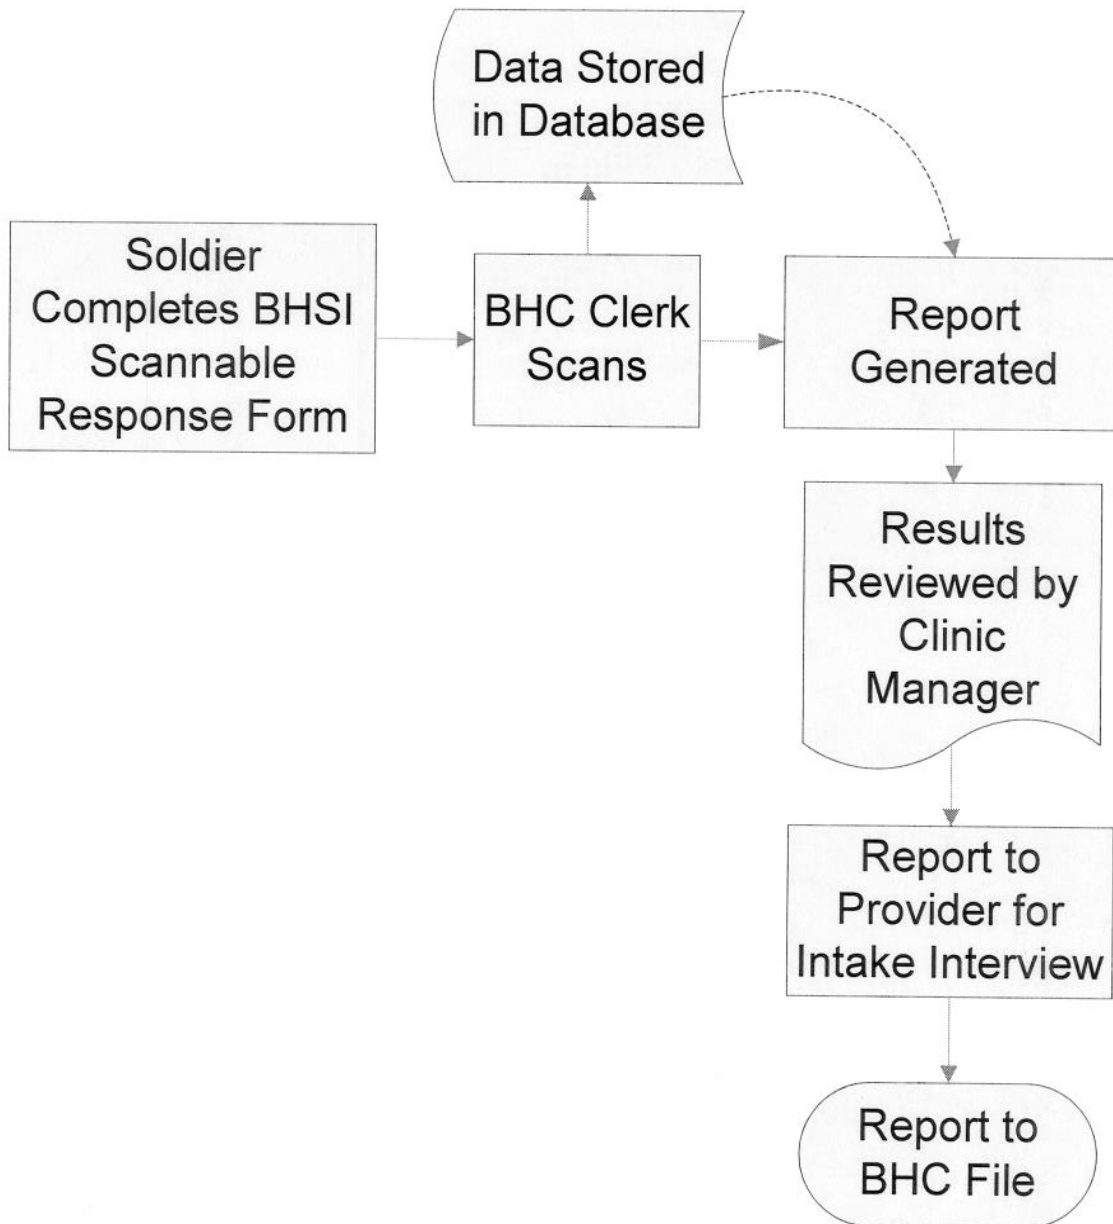 Data Stored
in Database
Soldier
Completes BHSI
Scannable
Response Form
BHC Clerk
Scans
Report
Generated
Results
Reviewed by
Clinic
Manager
Report to
Provider for
Intake Interview
Report to
BHC File